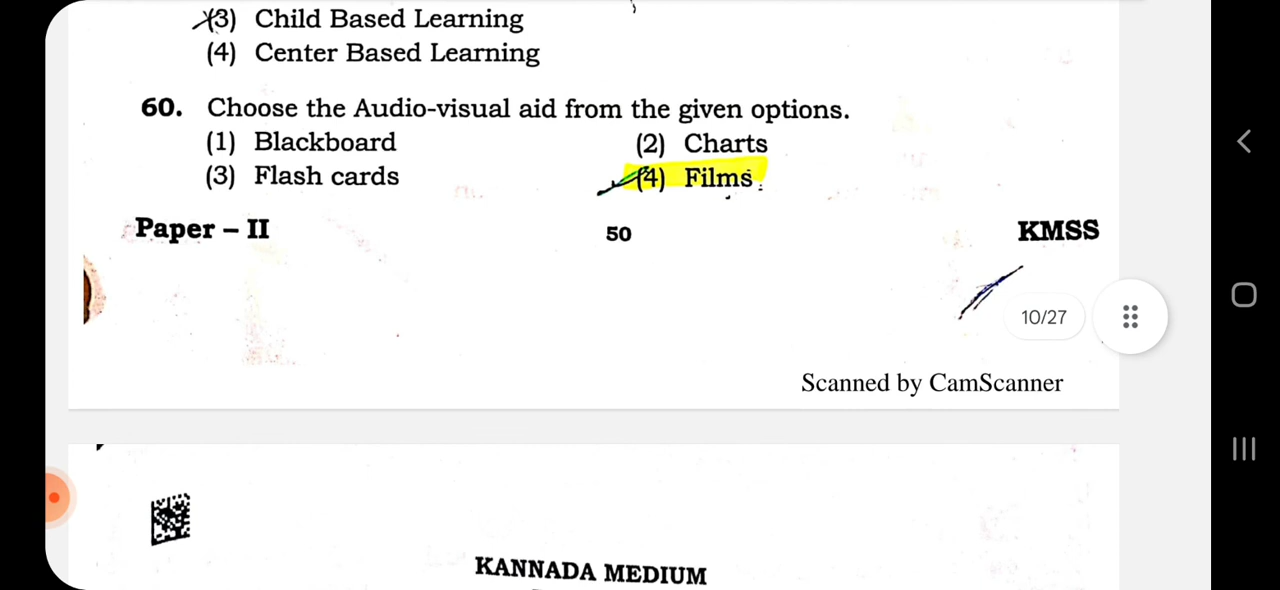 (3) Child Based Learning
(4) Center Based Learning
60. Choose the Audio-visual aid from the given options.
(1) Blackboard (2) Charts
(3) Flash cards (4) Films
Paper – II 50 KMSS
10/27
Scanned by CamScanner
KANNADA MEDIUM